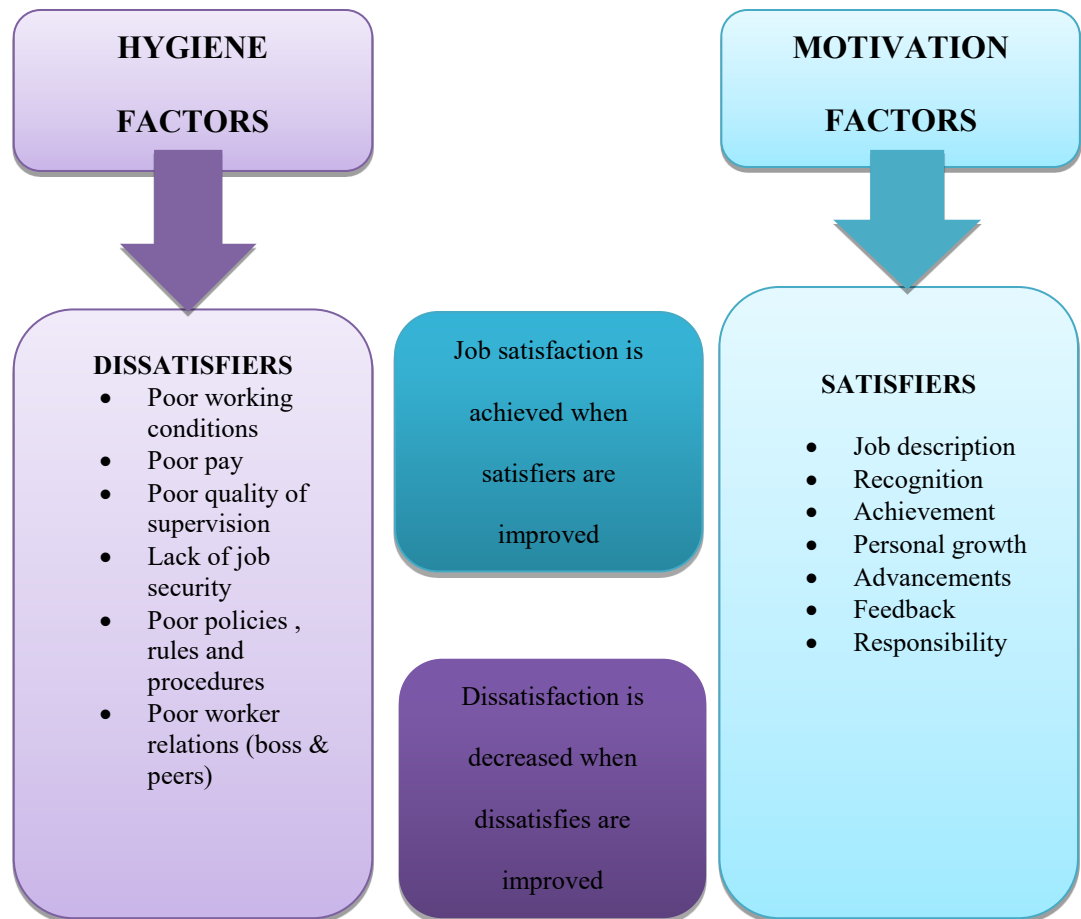 HYGIENE
FACTORS
DISSATISFIERS
• Poor working
conditions
• Poor pay
• Poor quality of
supervision
• Lack of job
security
• Poor policies ,
rules and
procedures
• Poor worker
relations (boss &
peers)
Job satisfaction is
achieved when
satisfiers are
improved
Dissatisfaction is
decreased when
dissatisfies are
improved
MOTIVATION
FACTORS
SATISFIERS
• Job description
• Recognition
• Achievement
• Personal growth
• Advancements
• Feedback
• Responsibility